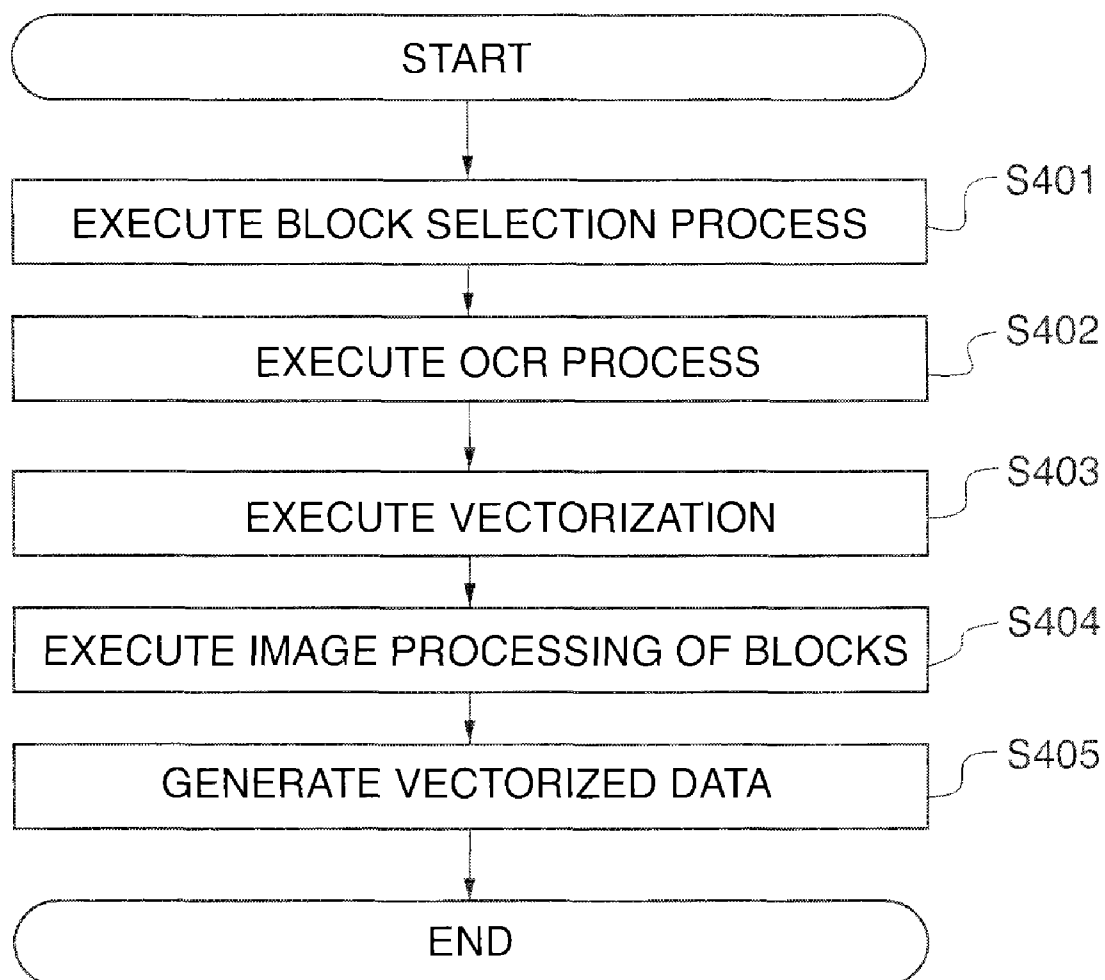 START
S401
EXECUTE BLOCK SELECTION PROCESS
S402
EXECUTE OCR PROCESS
S403
EXECUTE VECTORIZATION
S404
EXECUTE IMAGE PROCESSING OF BLOCKS
S405
GENERATE VECTORIZED DATA
END